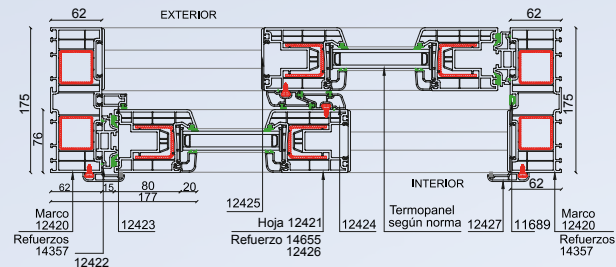 62
EXTERIOR
62
175
76
175
INTERIOR
62
15
80
20
62
177
12425
Marco
12420
Refuerzos
14357
12423
Hoja 12421
Refuerzo 14655
12426
12424
Termopanel
según norma
12427
11689
Marco
12420
Refuerzos
14357
12422